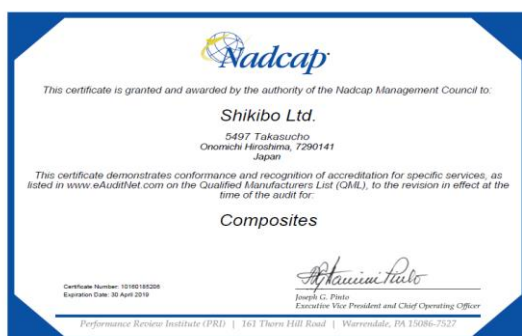 Nadcap
This certificate is granted and awarded by the authority of the Nadcap Management Council to:
Shikibo Ltd.
5497 Takasucho
Onomichi Hiroshima, 7290141
Japan
This certificate demonstrates conformance and recognition of accreditation for specific services, as
listed in www.eAuditNet.com on the Qualified Manufacturers List (QML), to the revision in effect at the
time of the audit for:
Composites
Certificate Number: 10160185206
Expiration Date: 30 April 2019
Joseph G. Pinto
Executive Vice President and Chief Operating Officer
Performance Review Institute (PRI) | 161 Thorn Hill Road | Warrendale, PA 15086-7527